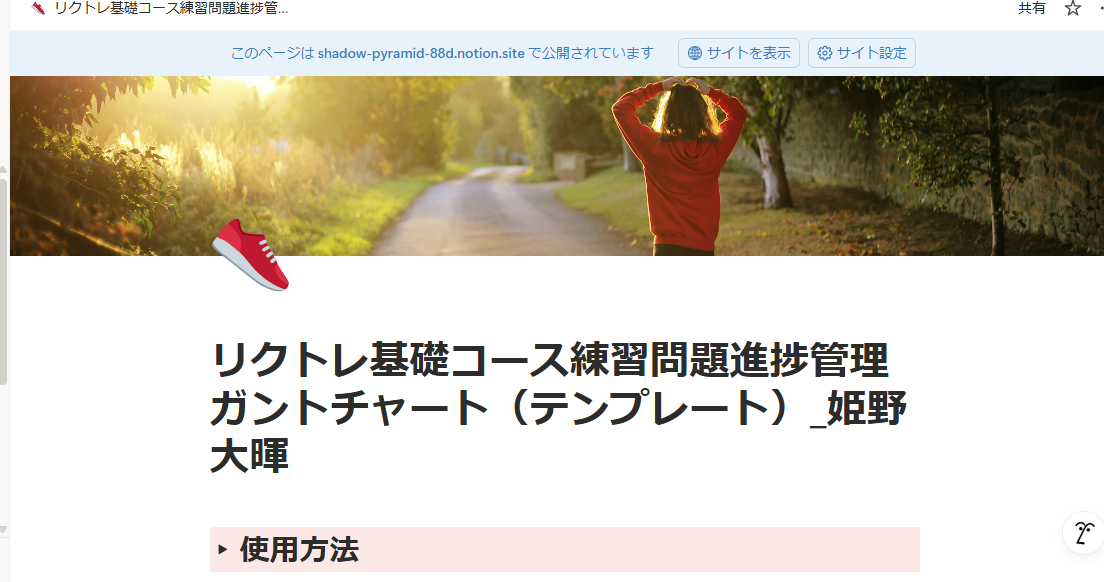 リクトレ基礎コース練習問題進捗管...
共有
このページは shadow-pyramid-88d.notion.site で公開されています
サイトを表示
サイト設定
リクトレ基礎コース練習問題進捗管理
ガントチャート（テンプレート）_姫野
大暉
使用方法